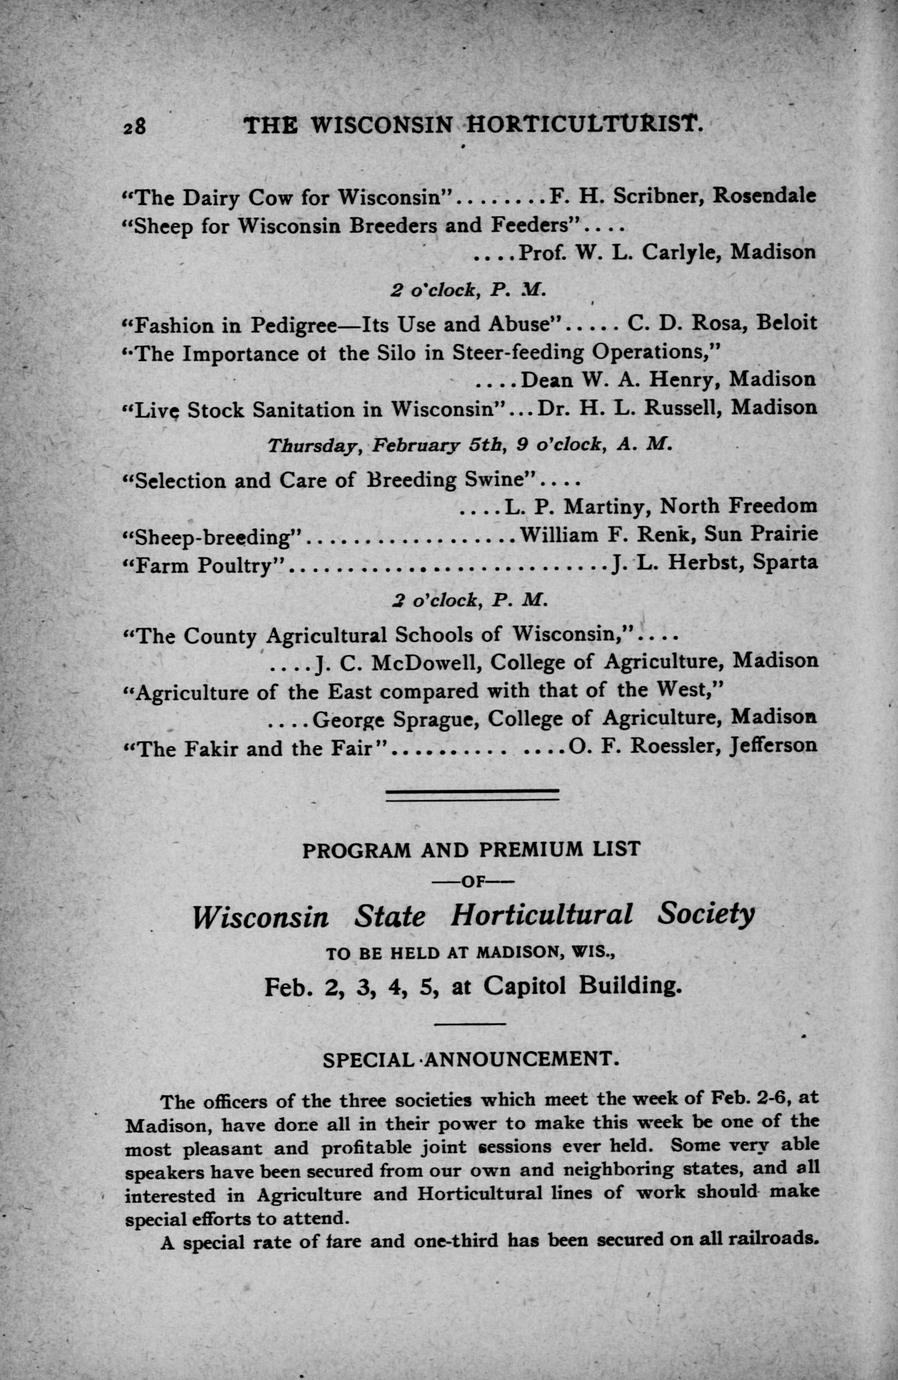 28 THE WISCONSIN HORTICULTURIST.
“The Dairy Cow for Wisconsin”........F. H. Scribner, Rosendale
“Sheep for Wisconsin Breeders and Feeders”....
....Prof. W. L. Carlyle, Madison
2 o'clock, P. M.
“Fashion in Pedigree—Its Use and Abuse”..... C. D. Rosa, Beloit
“The Importance of the Silo in Steer-feeding Operations,”
....Dean W. A. Henry, Madison
“Live Stock Sanitation in Wisconsin”...Dr. H. L. Russell, Madison
Thursday, February 5th, 9 o'clock, A. M.
“Selection and Care of Breeding Swine”....
....L. P. Martiny, North Freedom
“Sheep-breeding”..................William F. Renk, Sun Prairie
“Farm Poultry”...........................J. L. Herbst, Sparta
2 o'clock, P. M.
“The County Agricultural Schools of Wisconsin,”....
....J. C. McDowell, College of Agriculture, Madison
“Agriculture of the East compared with that of the West,”
....George Sprague, College of Agriculture, Madison
“The Fakir and the Fair”.......... ....O. F. Roessler, Jefferson
PROGRAM AND PREMIUM LIST
—OF—
Wisconsin State Horticultural Society
TO BE HELD AT MADISON, WIS.,
Feb. 2, 3, 4, 5, at Capitol Building.
SPECIAL ANNOUNCEMENT.
The officers of the three societies which meet the week of Feb. 2-6, at
Madison, have done all in their power to make this week be one of the
most pleasant and profitable joint sessions ever held. Some very able
speakers have been secured from our own and neighboring states, and all
interested in Agriculture and Horticultural lines of work should make
special efforts to attend.
A special rate of fare and one-third has been secured on all railroads.